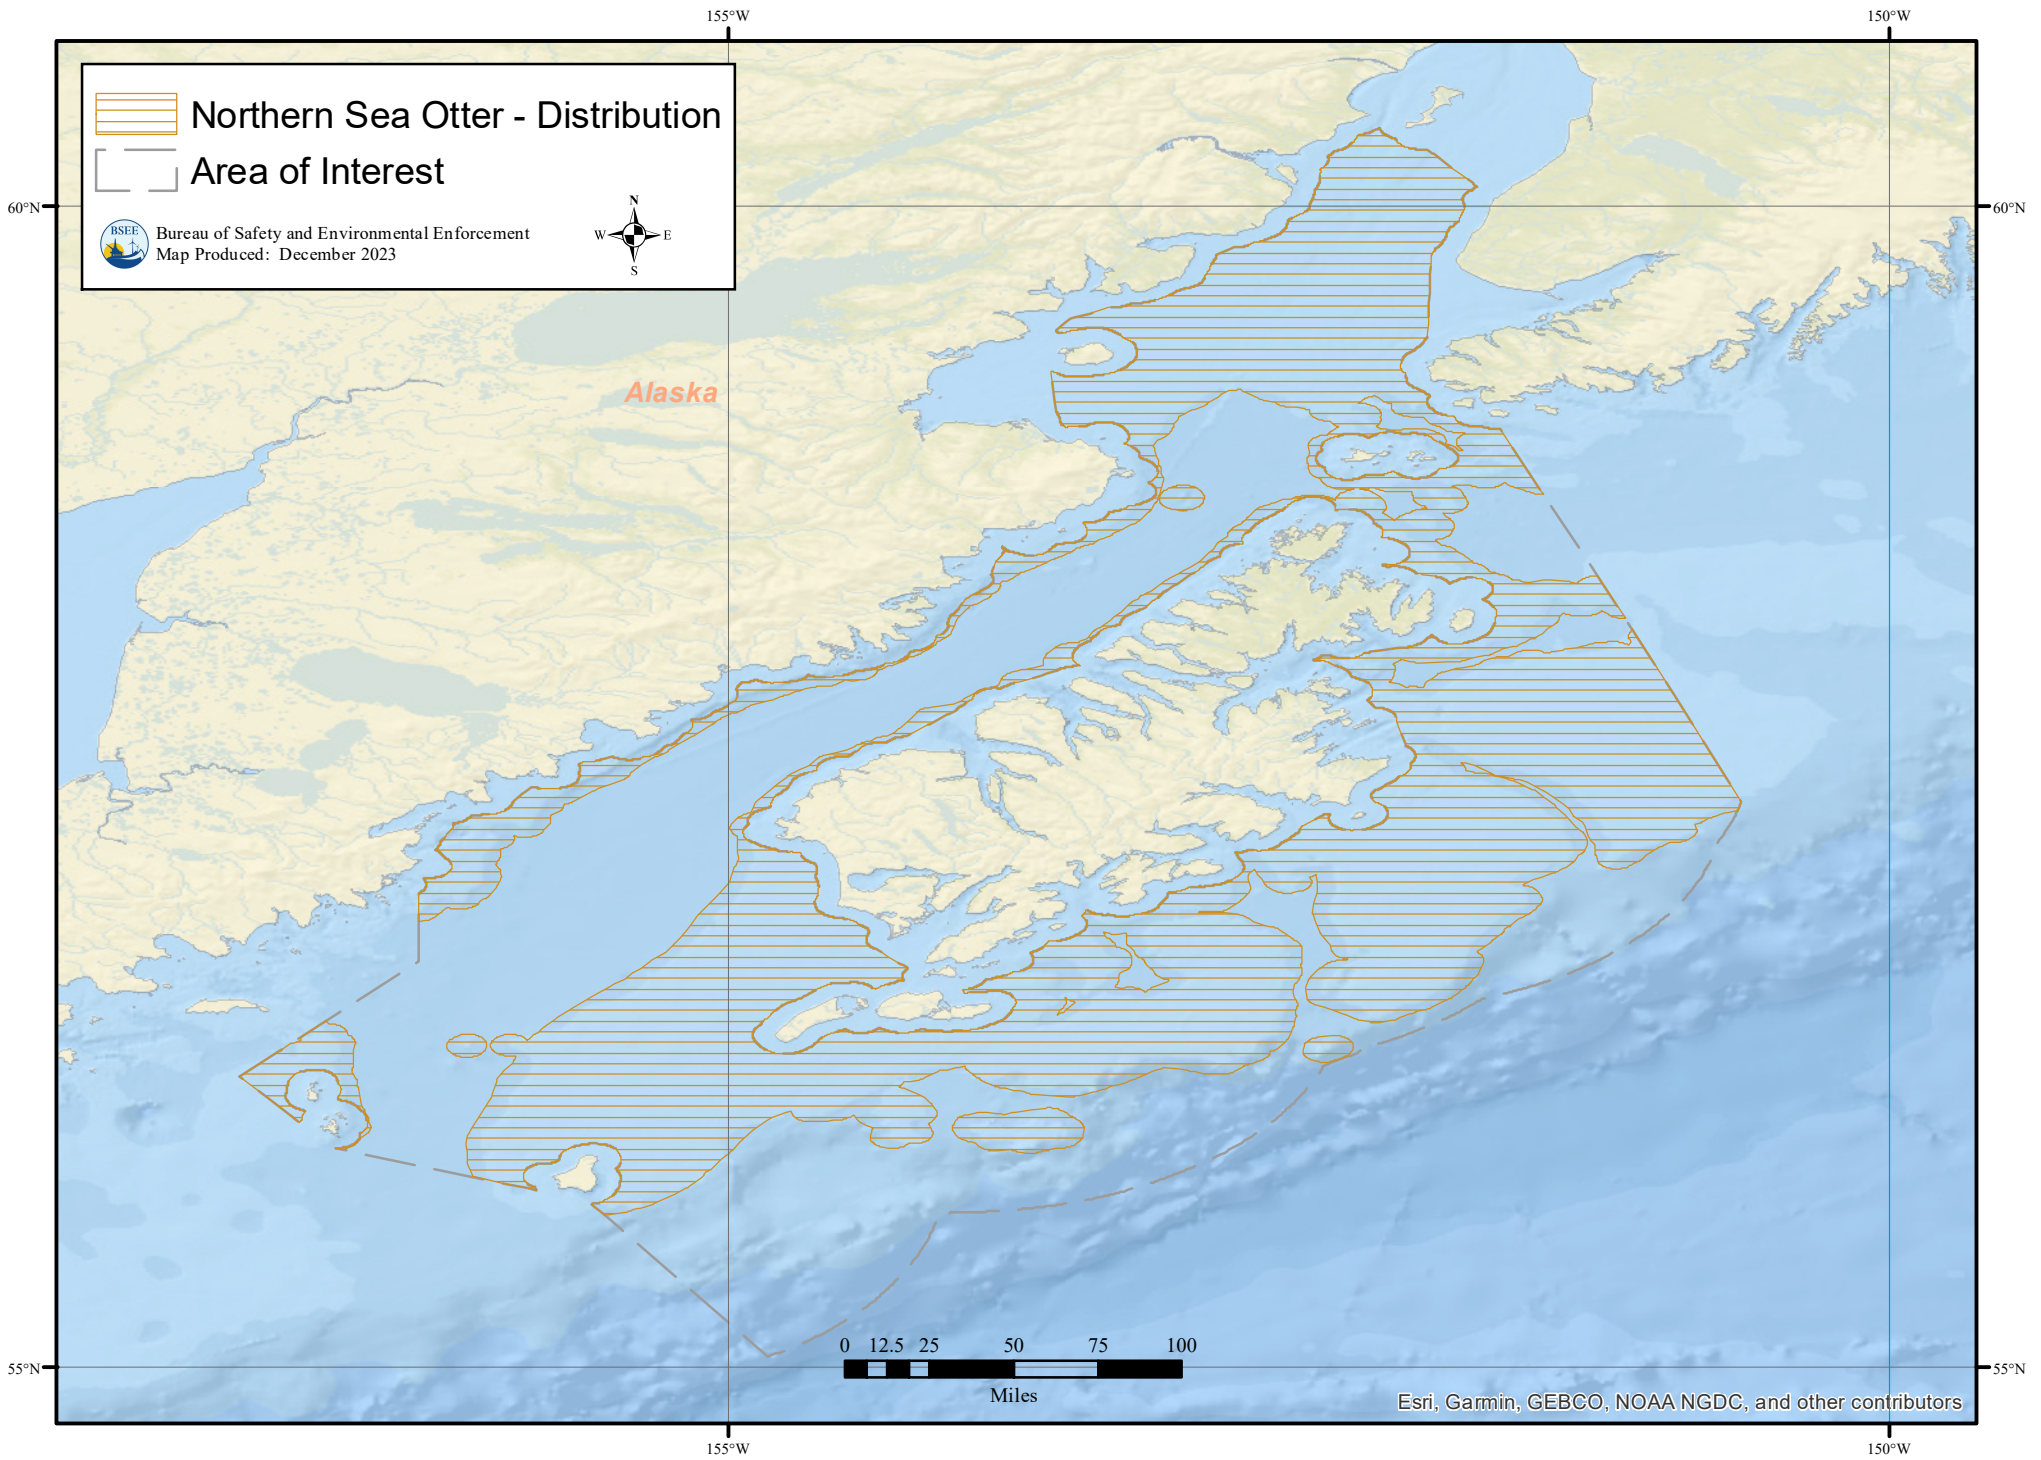 155°W
150°W
Northern Sea Otter - Distribution
Area of Interest
BSEE
Bureau of Safety and Environmental Enforcement
Map Produced: December 2023
N
W E
S
60°N
60°N
Alaska
0 12.5 25 50 75 100
Miles
55°N
55°N
Esri, Garmin, GEBCO, NOAA NGDC, and other contributors
155°W
150°W